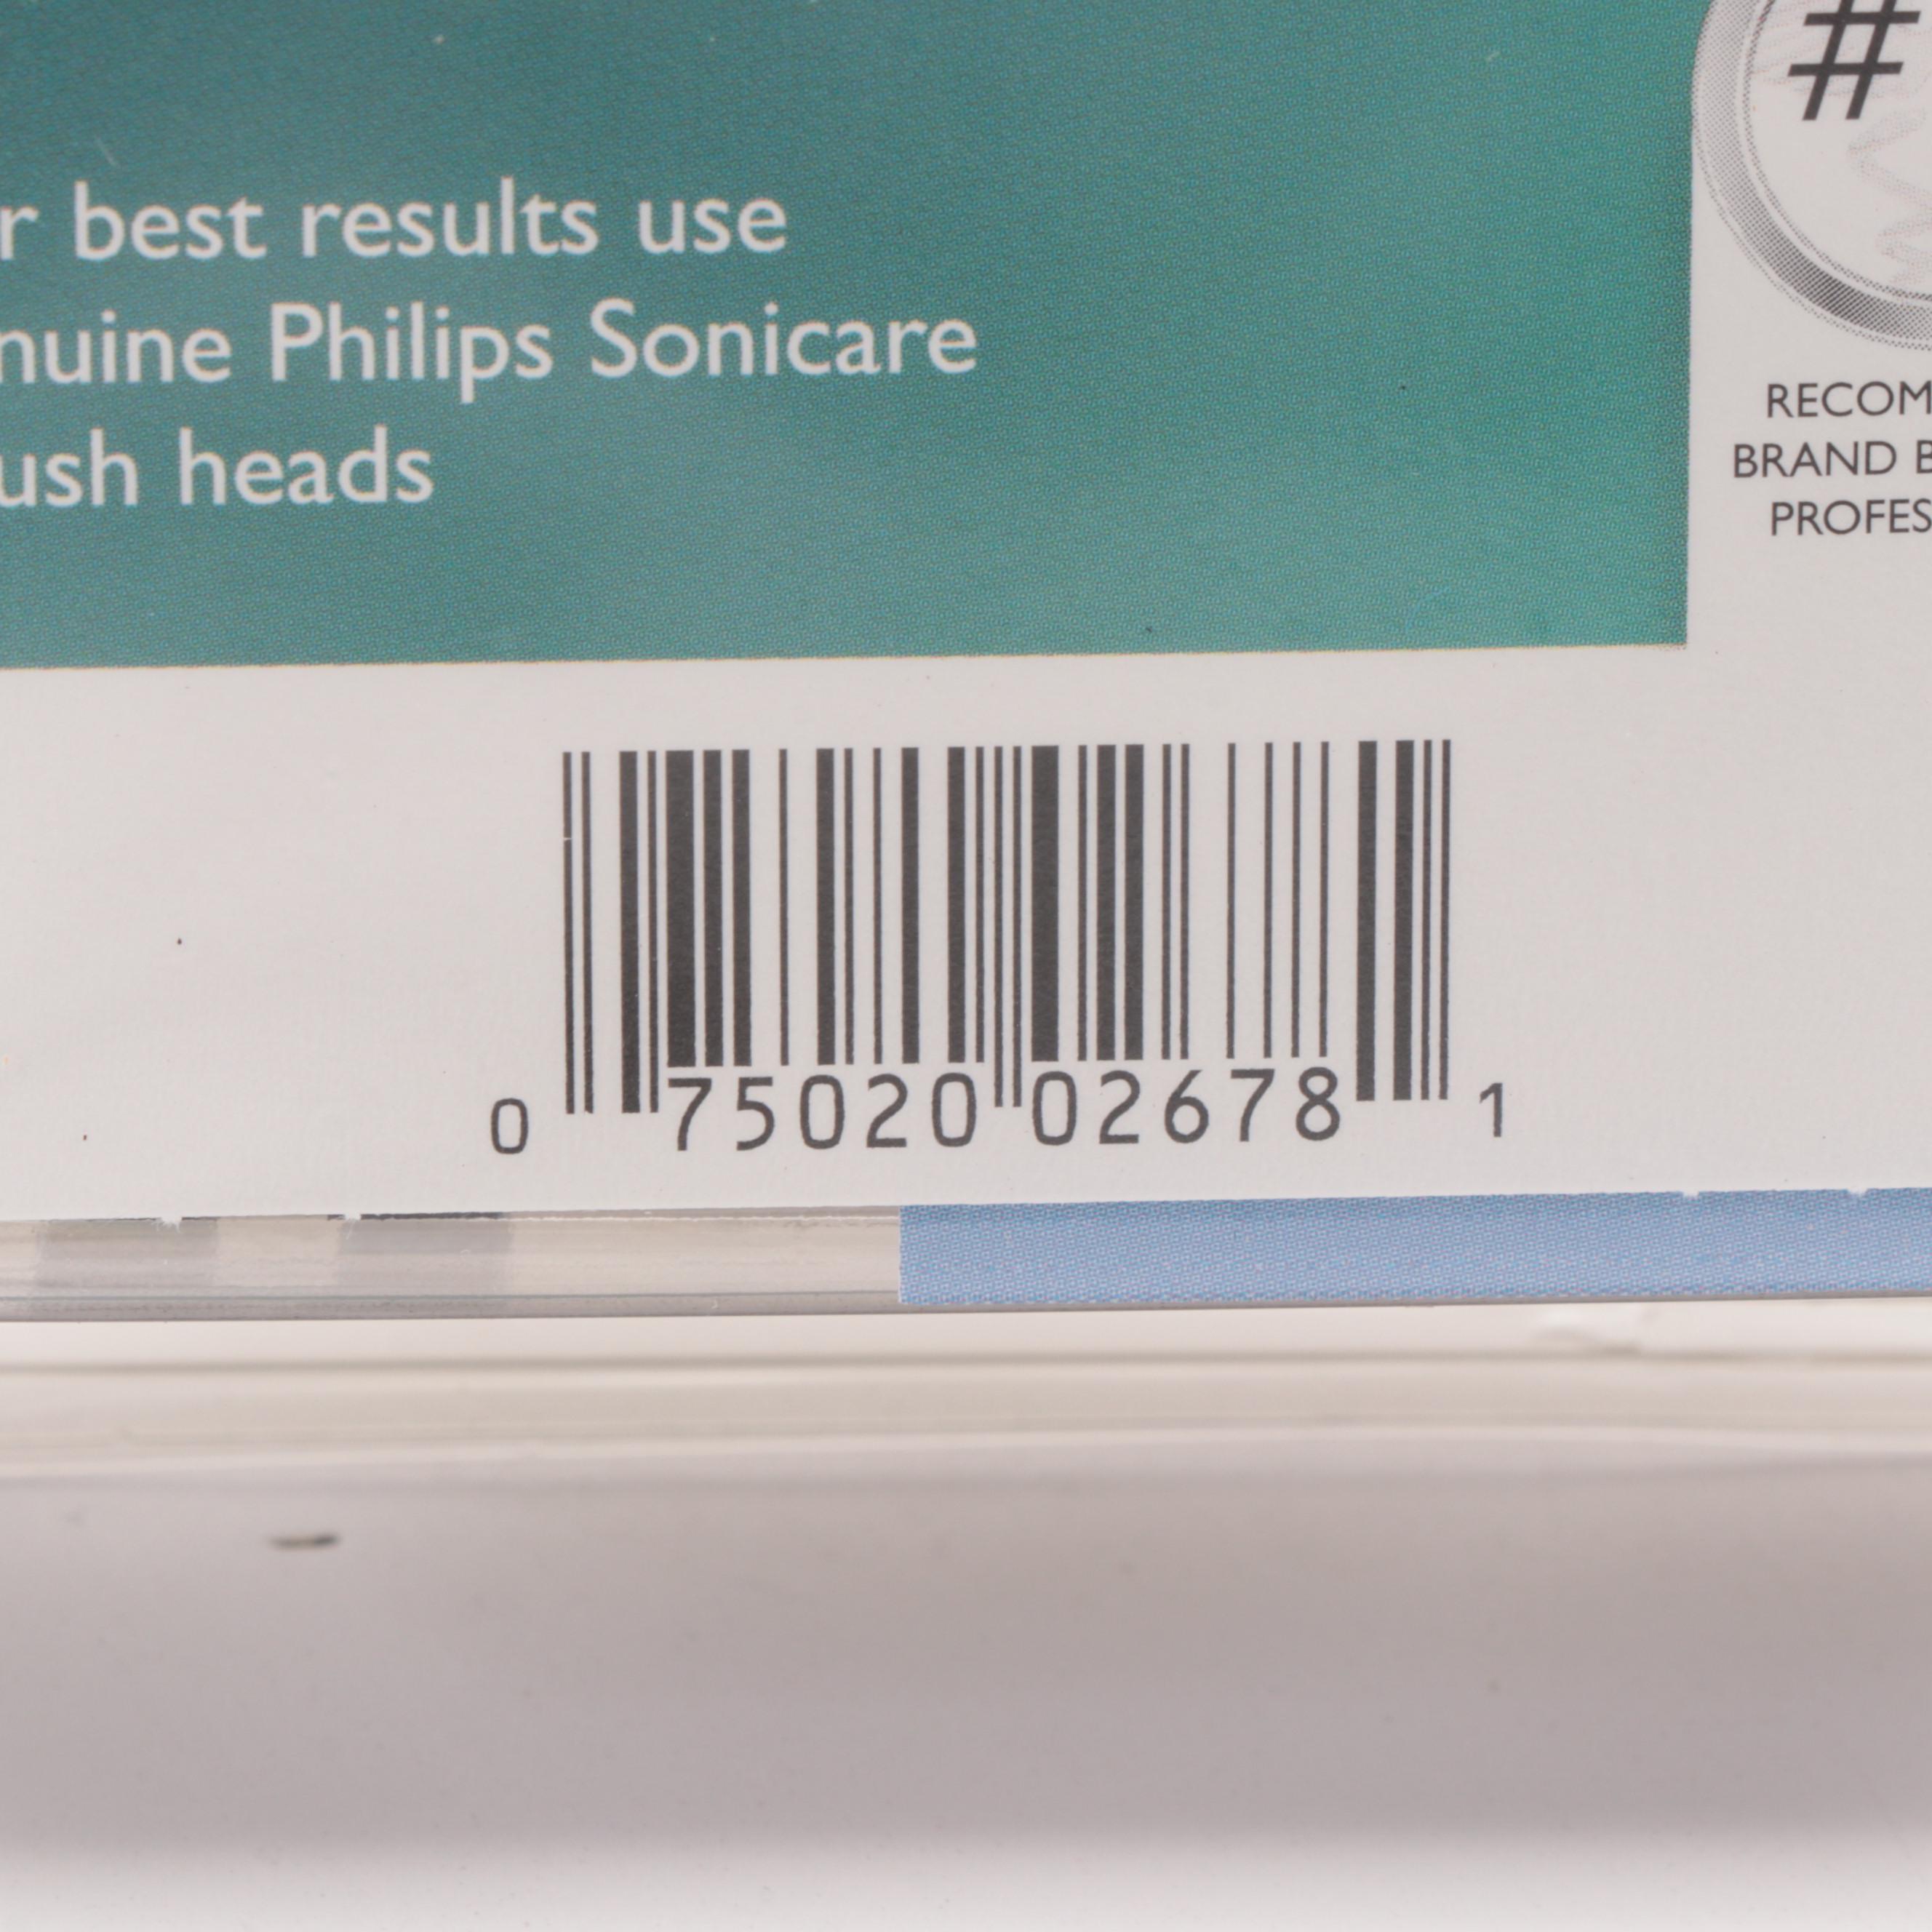 #
r best results use
nuine Philips Sonicare
ush heads
RECOM
BRAND B
PROFES
0 75020 02678 1